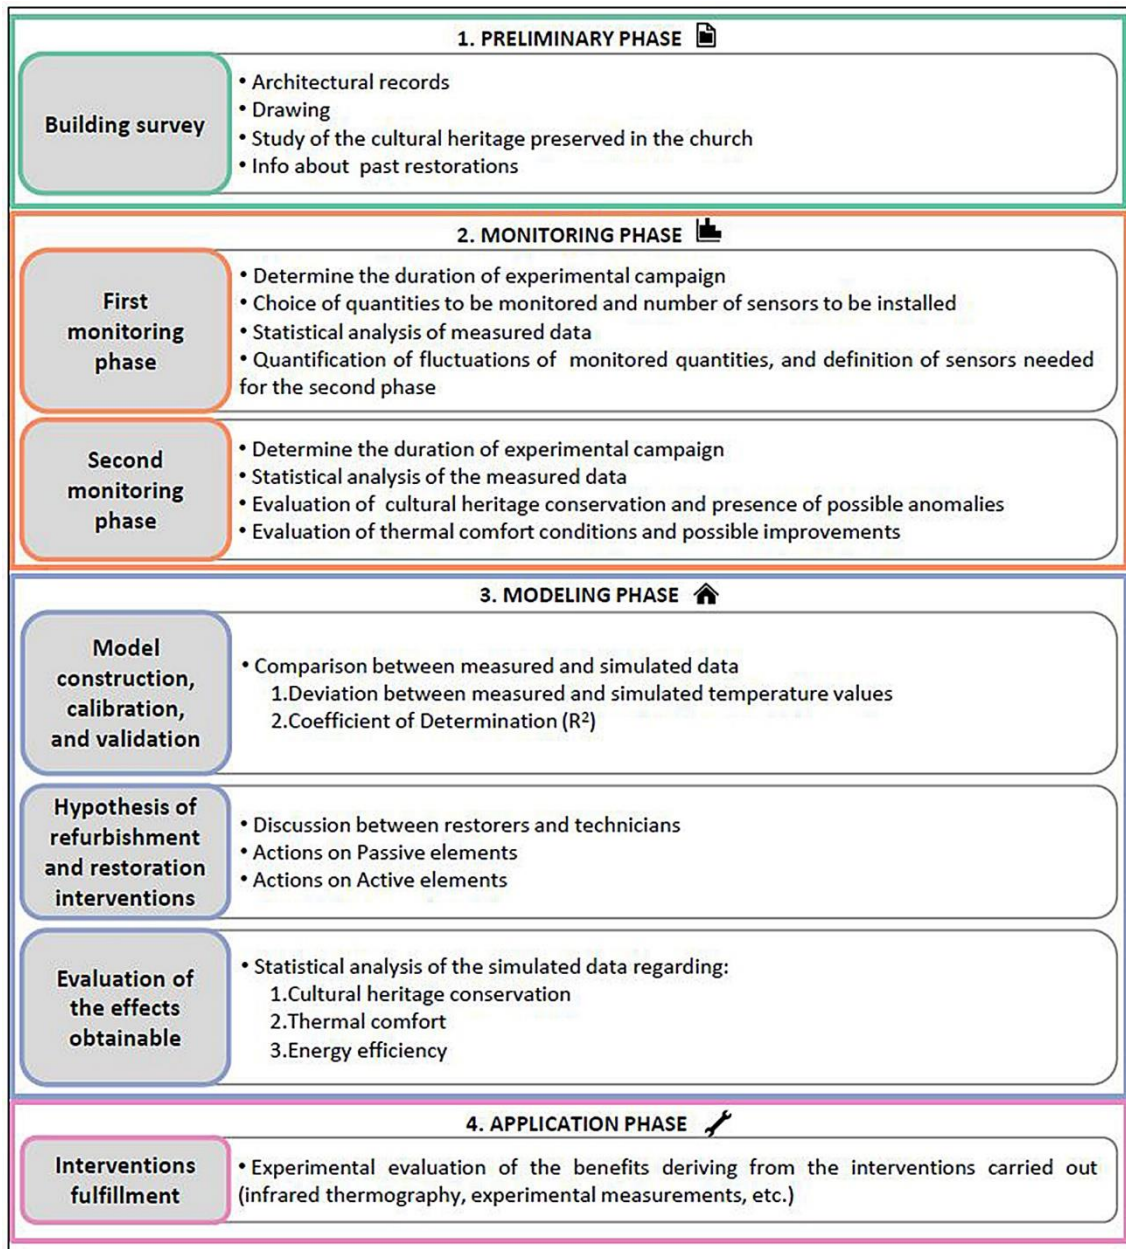 1. PRELIMINARY PHASE
Building survey
• Architectural records
• Drawing
• Study of the cultural heritage preserved in the church
• Info about past restorations
2. MONITORING PHASE
First
monitoring
phase
• Determine the duration of experimental campaign
• Choice of quantities to be monitored and number of sensors to be installed
• Statistical analysis of measured data
• Quantification of fluctuations of monitored quantities, and definition of sensors needed
for the second phase
Second
monitoring
phase
• Determine the duration of experimental campaign
• Statistical analysis of the measured data
• Evaluation of cultural heritage conservation and presence of possible anomalies
• Evaluation of thermal comfort conditions and possible improvements
3. MODELING PHASE
Model
construction,
calibration,
and validation
• Comparison between measured and simulated data
1.Deviation between measured and simulated temperature values
2.Coefficient of Determination (R²)
Hypothesis of
refurbishment
and restoration
interventions
• Discussion between restorers and technicians
• Actions on Passive elements
• Actions on Active elements
Evaluation of
the effects
obtainable
• Statistical analysis of the simulated data regarding:
1.Cultural heritage conservation
2.Thermal comfort
3.Energy efficiency
4. APPLICATION PHASE
Interventions
fulfillment
• Experimental evaluation of the benefits deriving from the interventions carried out
(infrared thermography, experimental measurements, etc.)